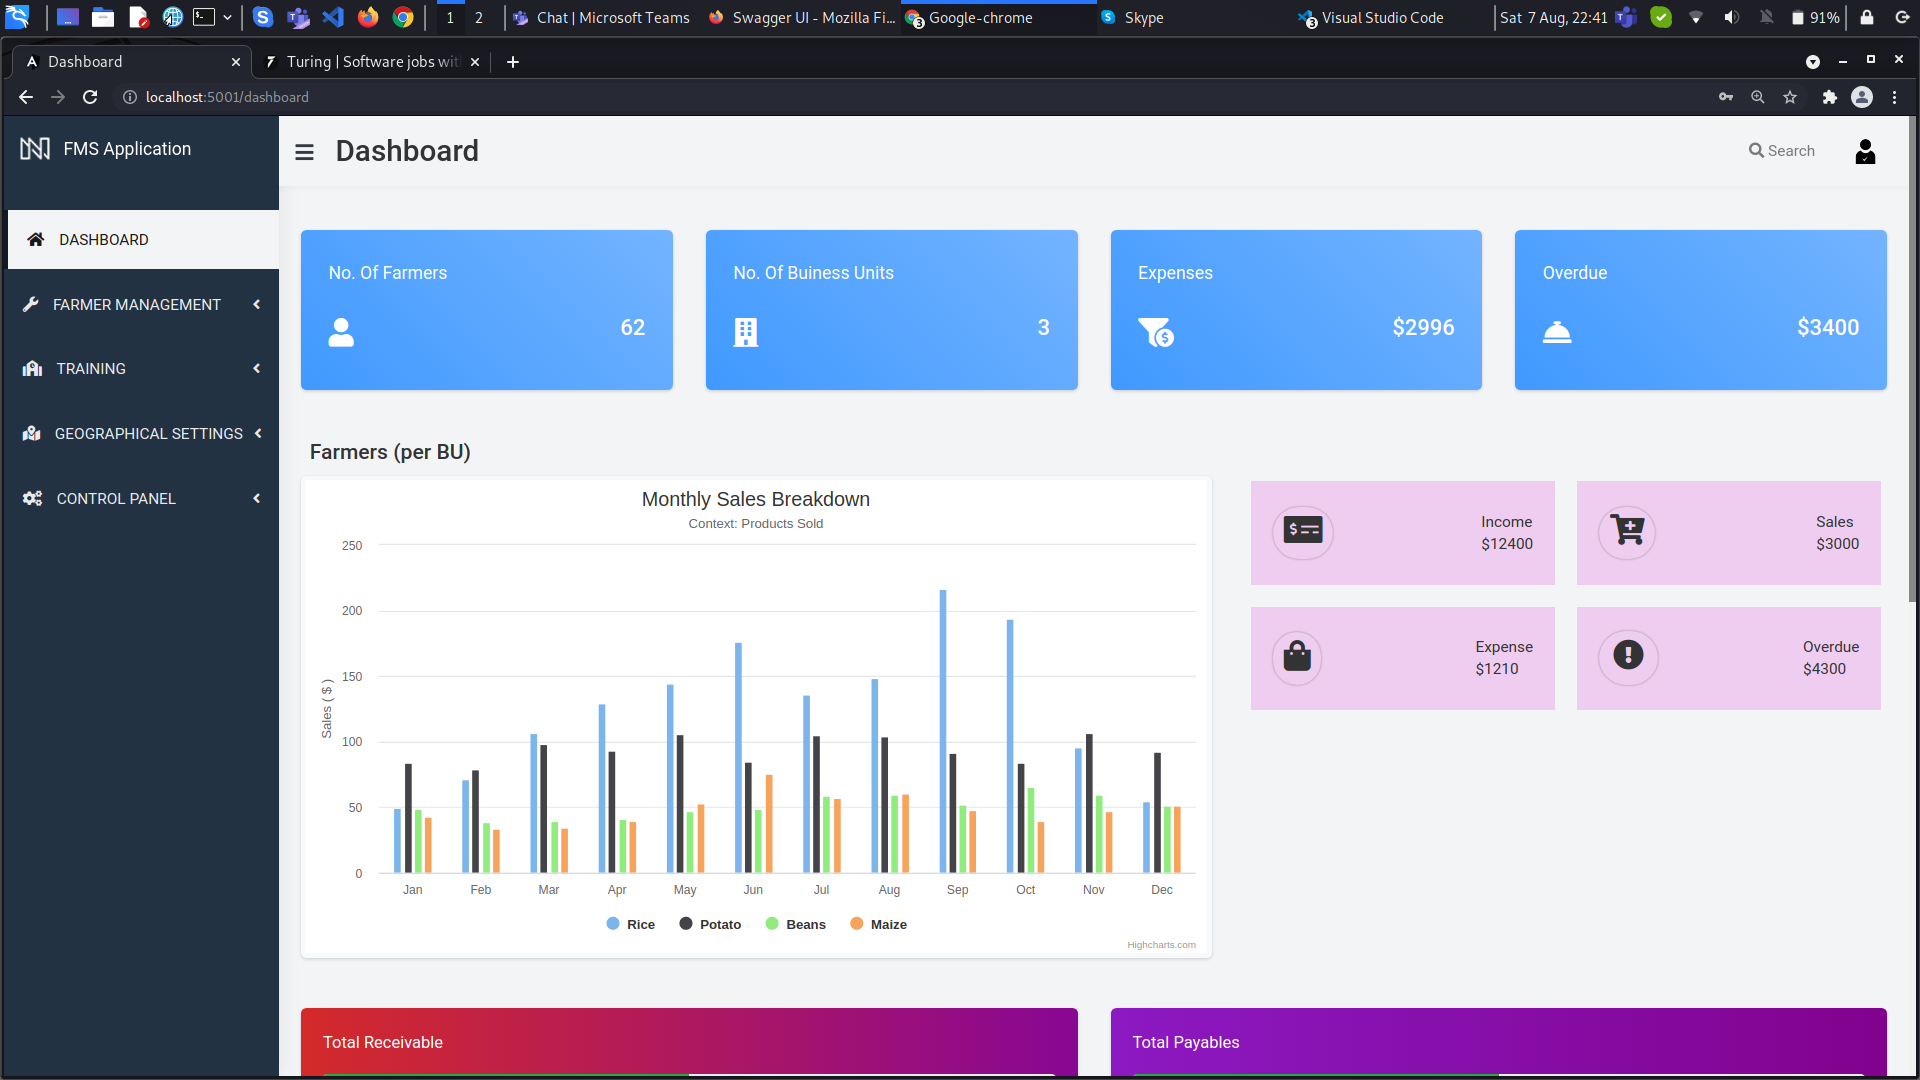 1 2 Chat | Microsoft Teams Swagger UI - Mozilla Fi... Google-chrome Skype Visual Studio Code Sat 7 Aug, 22:41 91%
Dashboard Turing | Software jobs wit
localhost:5001/dashboard
FMS Application
Dashboard
Search
DASHBOARD
FARMER MANAGEMENT
TRAINING
GEOGRAPHICAL SETTINGS
CONTROL PANEL
No. Of Farmers
62
No. Of Buiness Units
3
Expenses
$2996
Overdue
$3400
Farmers (per BU)
Monthly Sales Breakdown
Context: Products Sold
Sales ( $ )
250
200
150
100
50
0
Jan Feb Mar Apr May Jun Jul Aug Sep Oct Nov Dec
Rice Potato Beans Maize
Highcharts.com
Income
$12400
Sales
$3000
Expense
$1210
Overdue
$4300
Total Receivable
Total Payables